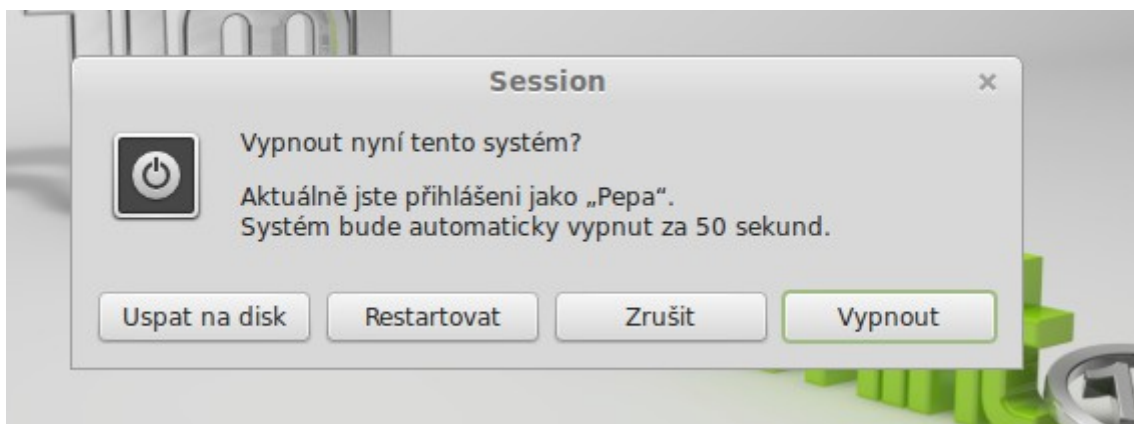 Session
Vypnout nyní tento systém?
Aktuálně jste přihlášeni jako „Pepa“.
Systém bude automaticky vypnut za 50 sekund.
Uspat na disk
Restartovat
Zrušit
Vypnout